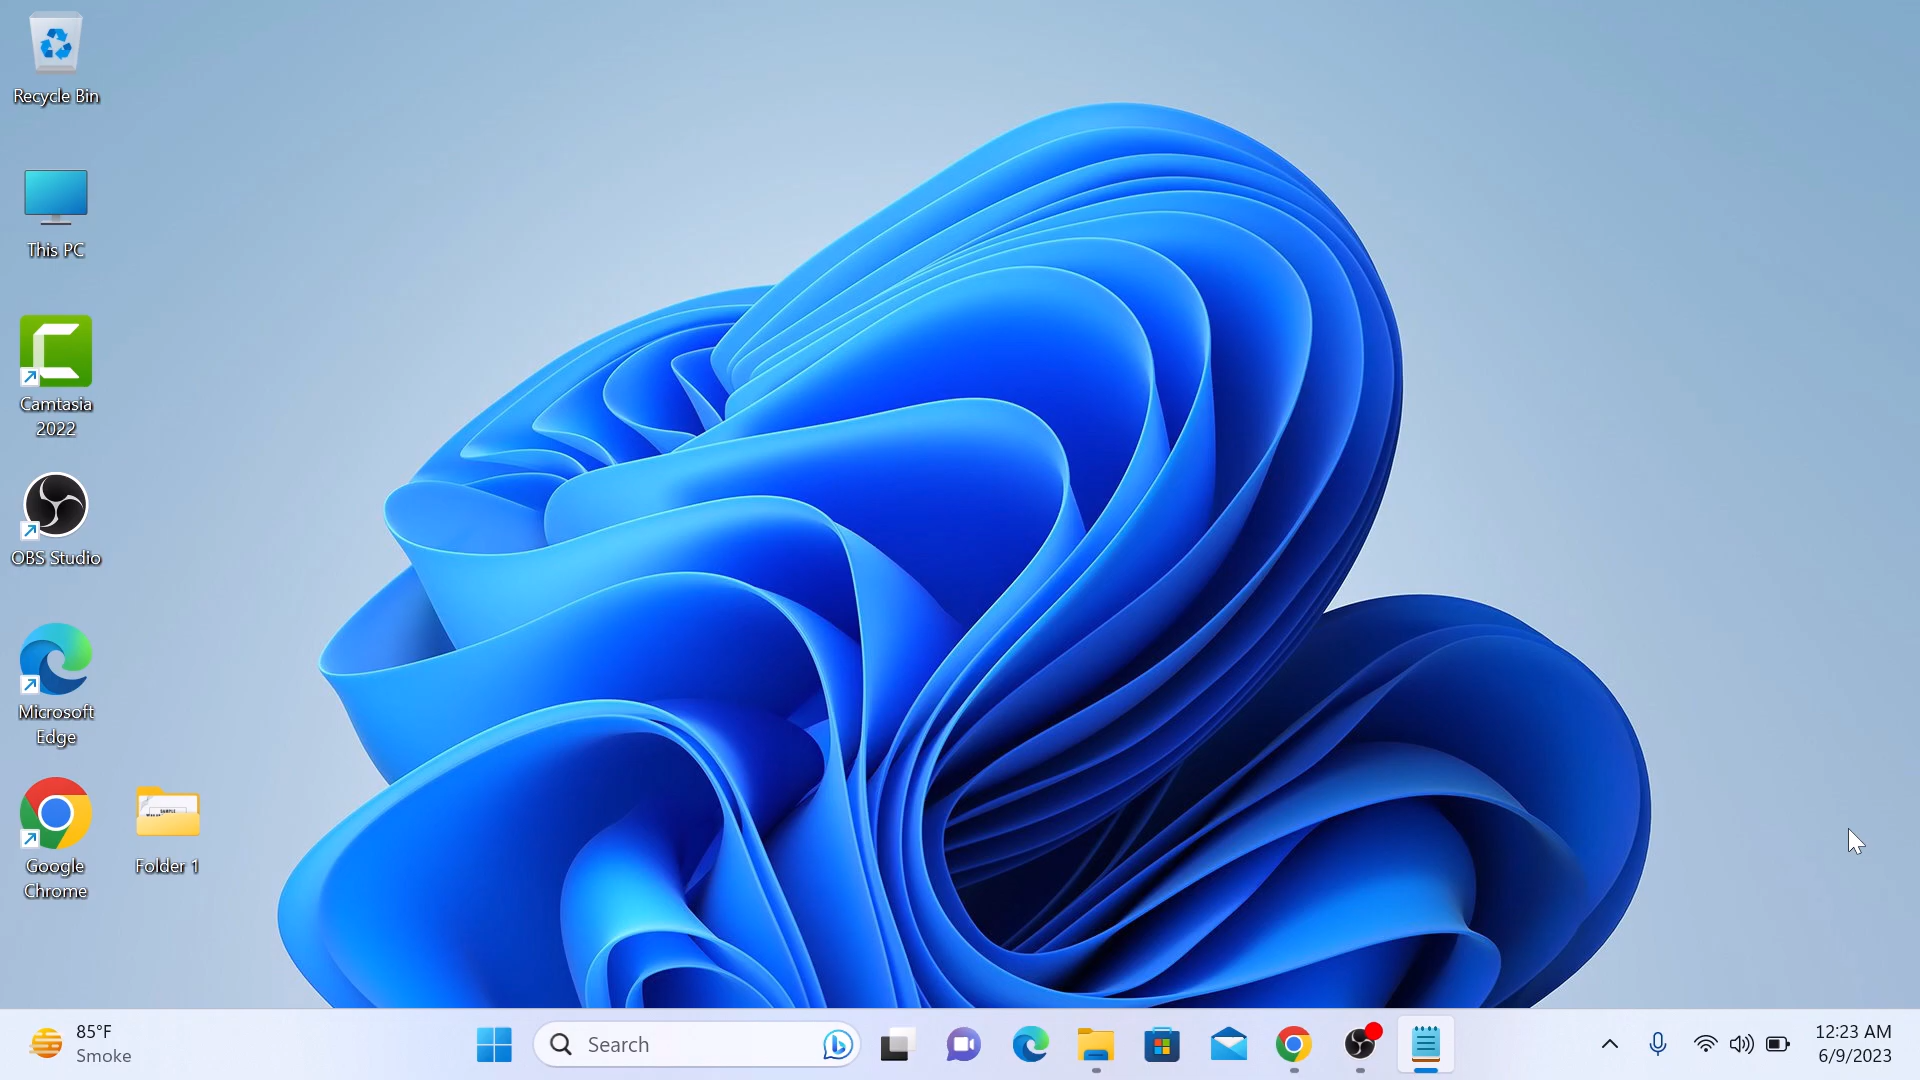 Recycle Bin
This PC
Camtasia
2022
OBS Studio
Microsoft
Edge
Google
Chrome
Folder 1
85°F
Smoke
Search
12:23 AM
6/9/2023